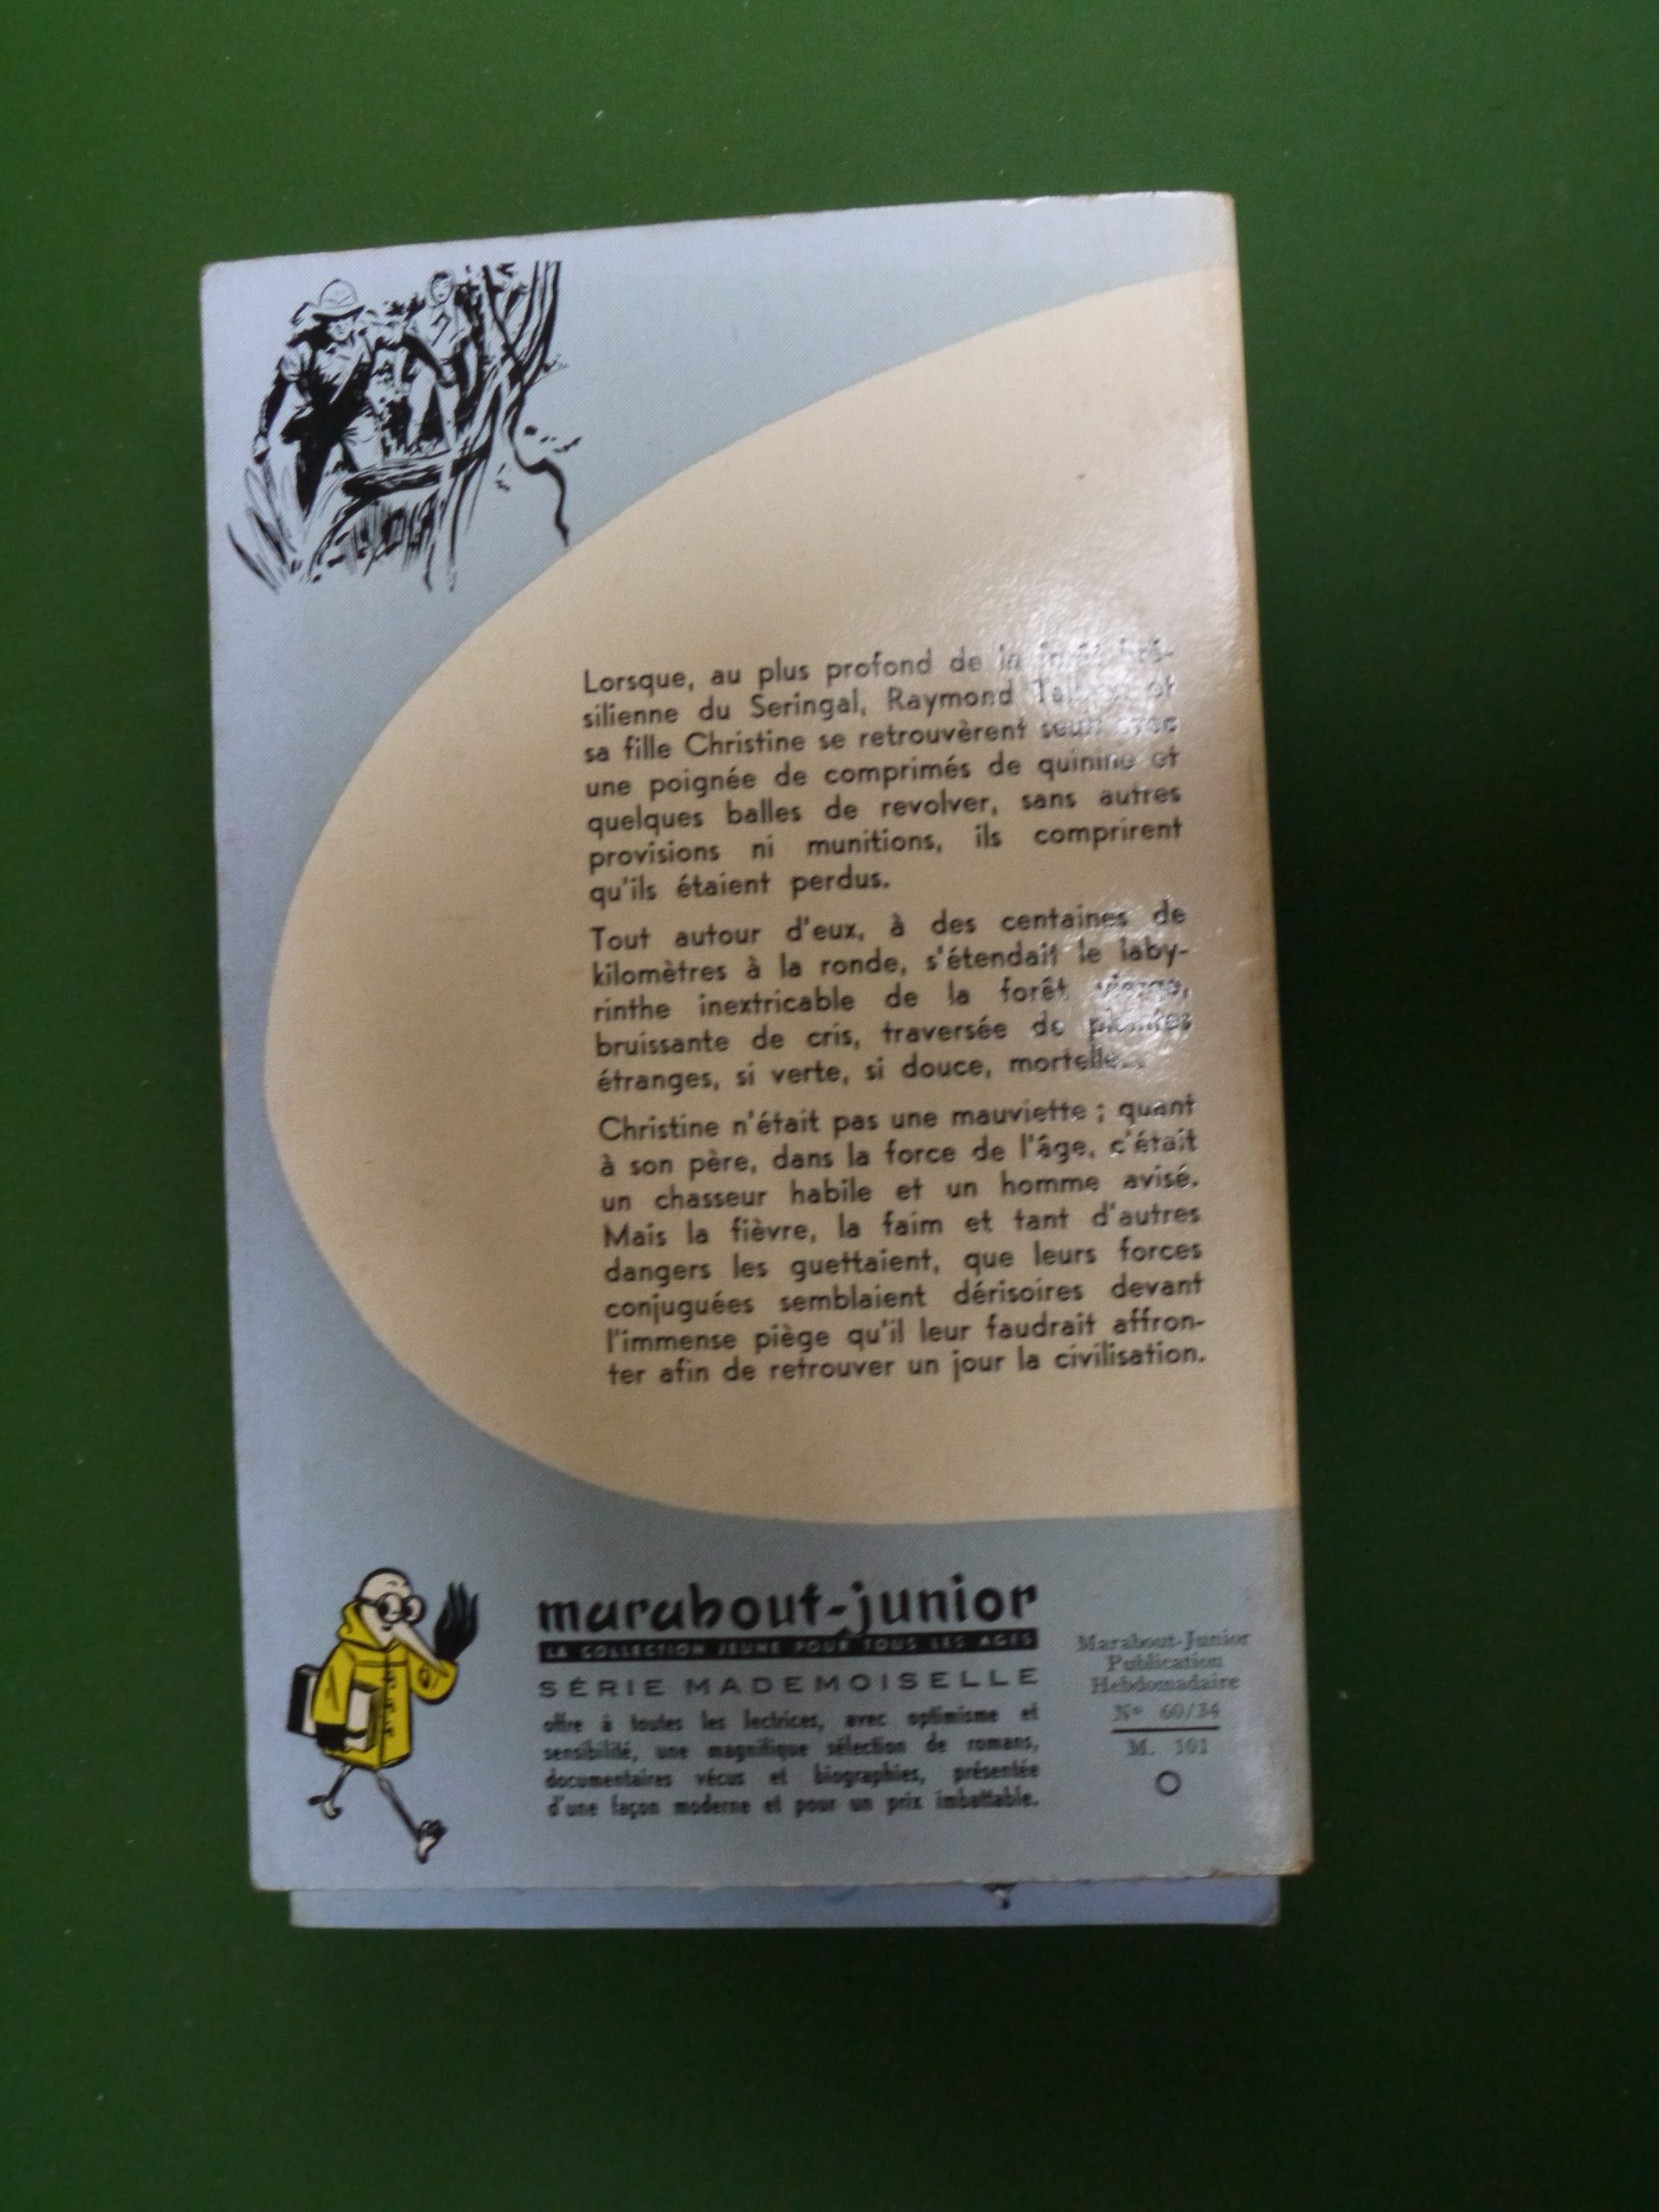 Lorsque, au plus profond de la forêt bré-
silienne du Seringal, Raymond et
sa fille Christine se retrouvèrent seuls avec
une poignée de comprimés de quinine et
quelques balles de revolver, sans autres
provisions ni munitions, ils comprirent
qu'ils étaient perdus.
Tout autour d'eux, à des centaines de
kilomètres à la ronde, s'étendait le laby-
rinthe inextricable de la forêt vierge,
bruissante de cris, traversée de
étranges, si verte, si douce, mortelle...
Christine n'était pas une mauviette ; quant
à son père, dans la force de l'âge, c'était
un chasseur habile et un homme avisé.
Mais la fièvre, la faim et tant d'autres
dangers les guettaient, que leurs forces
conjuguées semblaient dérisoires devant
l'immense piège qu'il leur faudrait affron-
ter afin de retrouver un jour la civilisation.
marabout-junior
LA COLLECTION JEUNE POUR TOUS LES AGES
SÉRIE MADEMOISELLE
offre à toutes les lectrices, avec optimisme et
sensibilité, une magnifique sélection de romans,
documentaires vécus et biographies, présentée
d'une façon moderne et pour un prix imbattable.
Marabout-Junior
Publication
Hebdomadaire
N° 60/34
M. 101